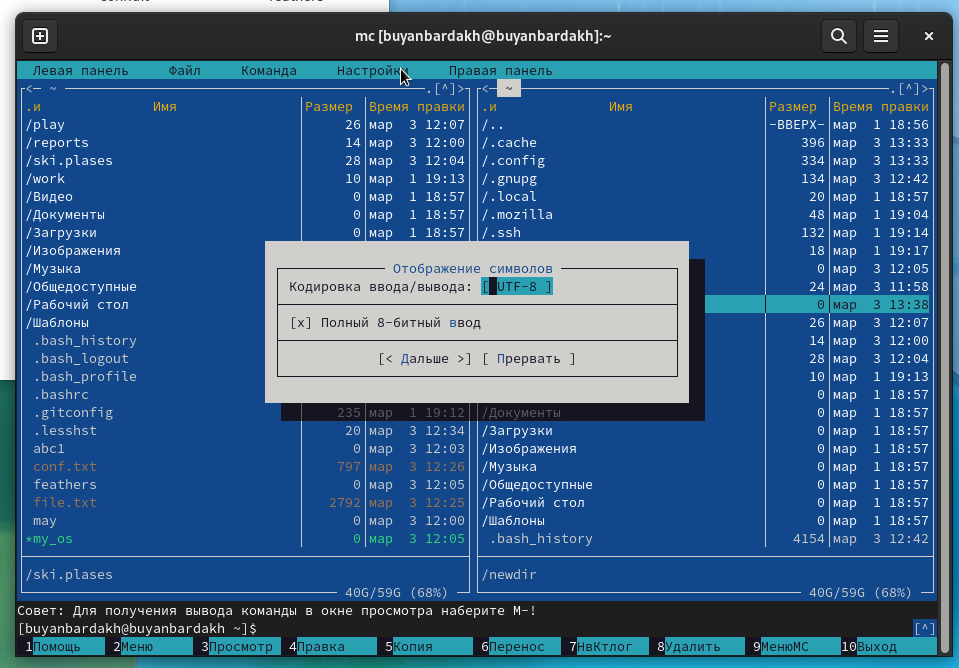 mc [buyanbardakh@buyanbardakh]:~
Левая панель Файл Команда Настройки Правая панель
<− ~ .[^]> <− ~ .[^]>
.и Имя Размер Время правки .и Имя Размер Время правки
/play 26 мар 3 12:07 /.. -ВВЕРХ- мар 1 18:56
/reports 14 мар 3 12:00 /.cache 396 мар 3 13:33
/ski.plases 28 мар 3 12:04 /.config 334 мар 3 13:33
/work 10 мар 1 19:13 /.gnupg 134 мар 3 12:42
/Видео 0 мар 1 18:57 /.local 20 мар 1 18:57
/Документы 0 мар 1 18:57 /.mozilla 48 мар 1 19:04
/Загрузки 0 мар 1 18:57 /.ssh 132 мар 1 19:14
/Изображения 18 мар 1 19:17
/Музыка 0 мар 3 12:05
/Общедоступные 24 мар 3 11:58
/Рабочий стол 0 мар 3 13:38
/Шаблоны 26 мар 3 12:07
.bash_history 14 мар 3 12:00
.bash_logout 28 мар 3 12:04
.bash_profile 10 мар 1 19:13
.bashrc 0 мар 1 18:57
Отображение символов
Кодировка ввода/вывода: [ UTF-8 ]
[x] Полный 8-битный ввод
[< Дальше >] [ Прервать ]
.gitconfig 235 мар 1 19:12 /Документы 0 мар 1 18:57
.lesshst 20 мар 3 12:34 /Загрузки 0 мар 1 18:57
abc1 0 мар 3 12:03 /Изображения 0 мар 1 18:57
conf.txt 797 мар 3 12:26 /Музыка 0 мар 1 18:57
feathers 0 мар 3 12:05 /Общедоступные 0 мар 1 18:57
file.txt 2792 мар 3 12:25 /Рабочий стол 0 мар 1 18:57
may 0 мар 3 12:00 /Шаблоны 0 мар 1 18:57
*my_os 0 мар 3 12:05 .bash_history 4154 мар 3 12:42
/ski.plases /newdir
40G/59G (68%) 40G/59G (68%)
Совет: Для получения вывода команды в окне просмотра наберите M-!
[buyanbardakh@buyanbardakh ~]$ [^]
1Помощь 2Меню 3Просмотр 4Правка 5Копия 6Перенос 7НвКтлог 8Удалить 9МенюMC 10Выход